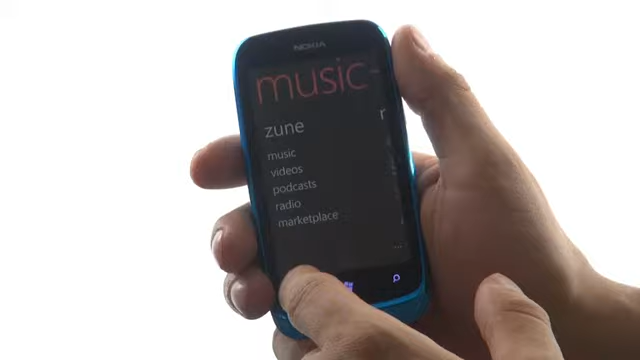 NOKIA
music
zune
r
music
videos
podcasts
radio
marketplace
...